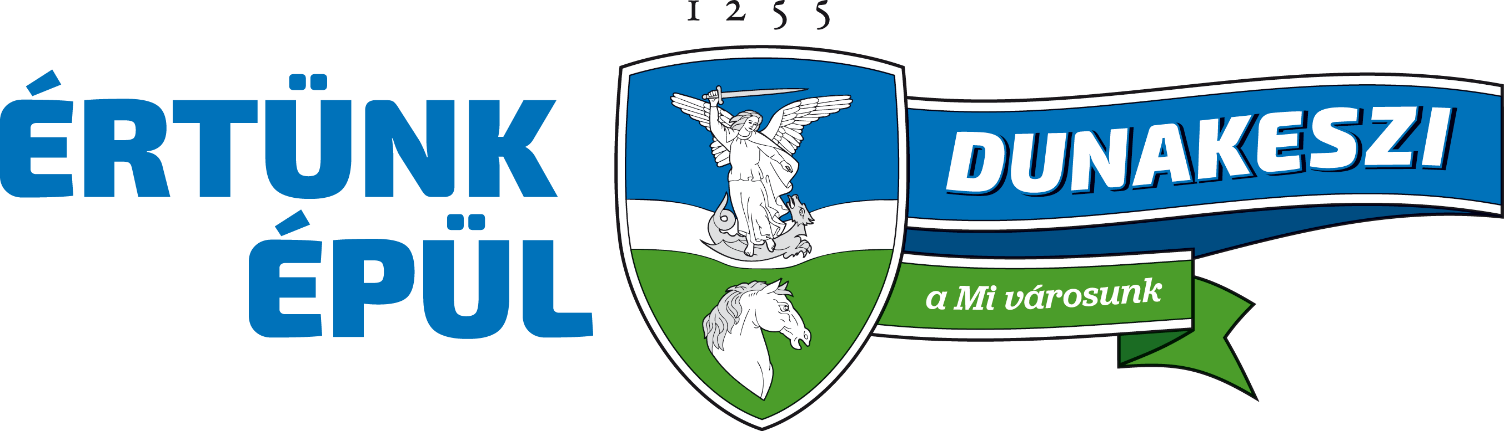 1255
ÉRTÜNK
ÉPÜL
DUNAKESZI
a Mi városunk